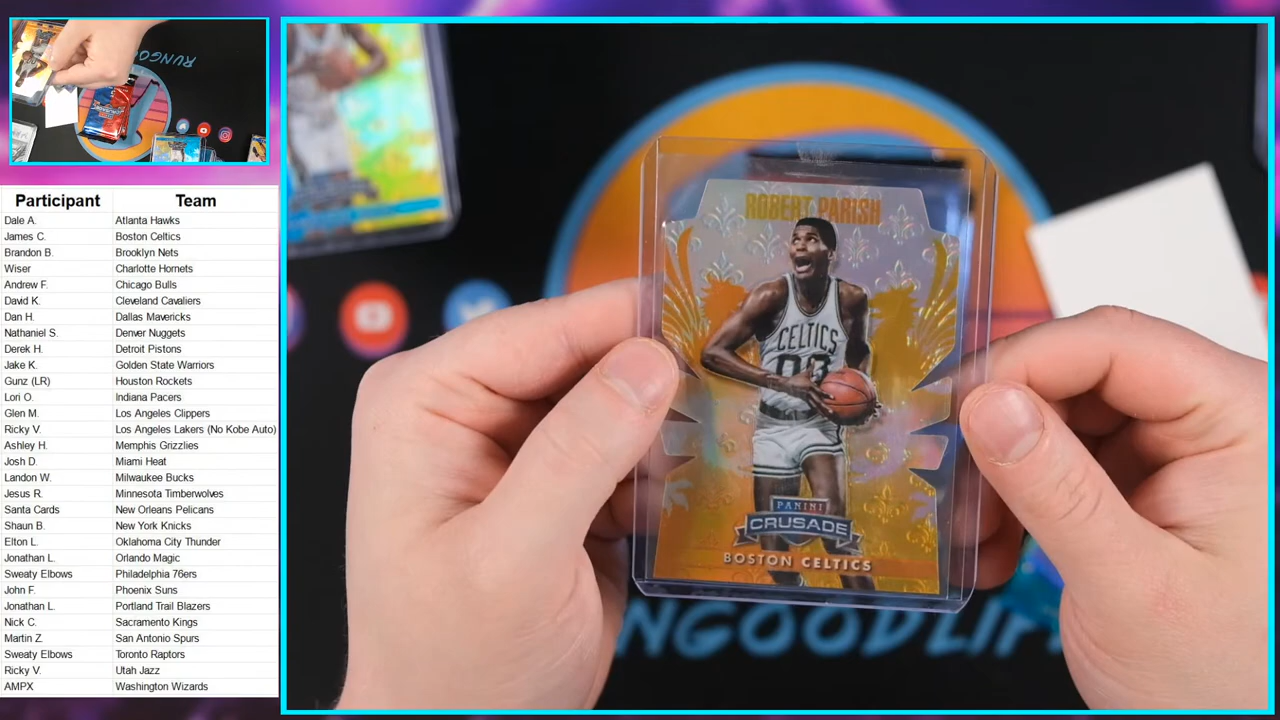 RUNGOOD
Participant Team
Dale A. Atlanta Hawks
James C. Boston Celtics
Brandon B. Brooklyn Nets
Wiser Charlotte Hornets
Andrew F. Chicago Bulls
David K. Cleveland Cavaliers
Dan H. Dallas Mavericks
Nathaniel S. Denver Nuggets
Derek H. Detroit Pistons
Jake K. Golden State Warriors
Gunz (LR) Houston Rockets
Lori O. Indiana Pacers
Glen M. Los Angeles Clippers
Ricky V. Los Angeles Lakers (No Kobe Auto)
Ashley H. Memphis Grizzlies
Josh D. Miami Heat
Landon W. Milwaukee Bucks
Jesus R. Minnesota Timberwolves
Santa Cards New Orleans Pelicans
Shaun B. New York Knicks
Elton L. Oklahoma City Thunder
Jonathan L. Orlando Magic
Sweaty Elbows Philadelphia 76ers
John F. Phoenix Suns
Jonathan L. Portland Trail Blazers
Nick C. Sacramento Kings
Martin Z. San Antonio Spurs
Sweaty Elbows Toronto Raptors
Ricky V. Utah Jazz
AMPX Washington Wizards
ROBERT PARISH
CELTICS
00
PANINI
CRUSADE
BOSTON CELTICS
NGOODLIF